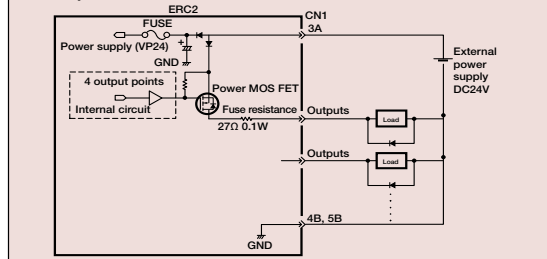 ERC2
CN1
FUSE
3A
Power supply (VP24)
+
GND
External
power
supply
DC24V
4 output points
Power MOS FET
Internal circuit
Fuse resistance
Outputs
Load
27Ω 0.1W
Outputs
Load
4B, 5B
GND